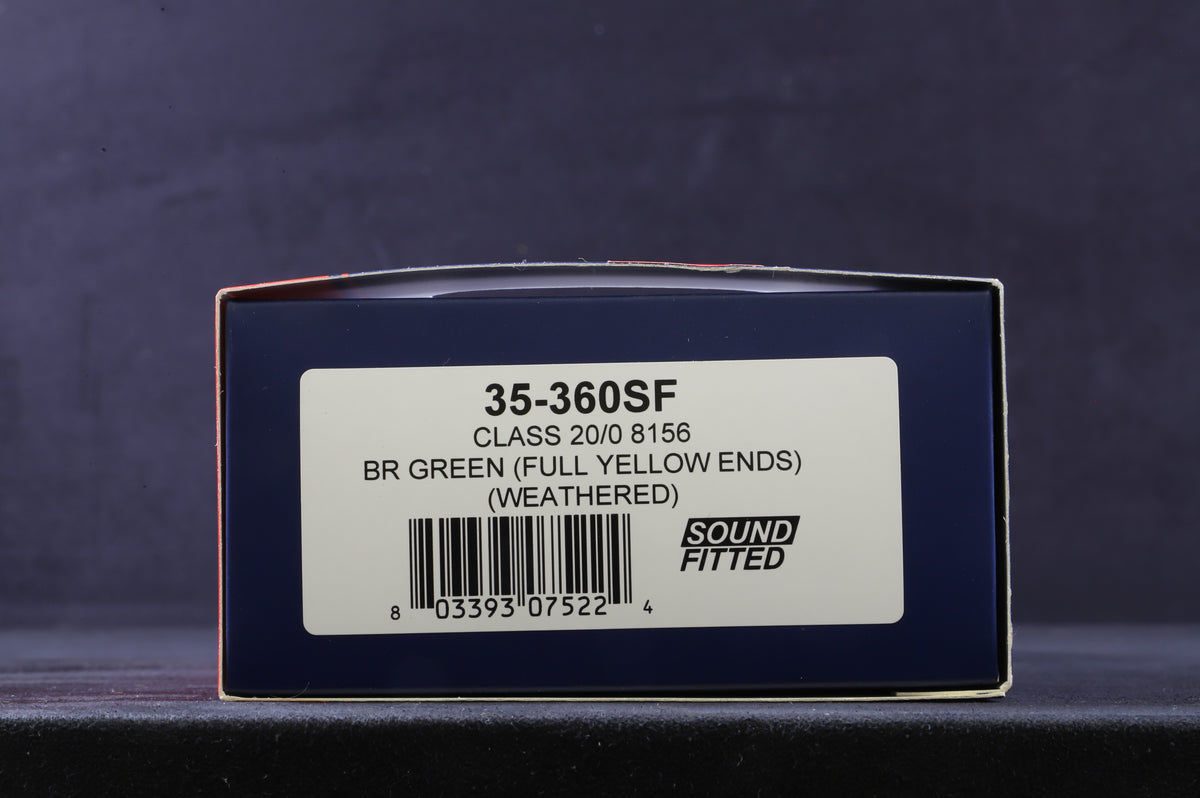 35-360SF
CLASS 20/0 8156
BR GREEN (FULL YELLOW ENDS)
(WEATHERED)
SOUND
FITTED
8 03393 07522 4